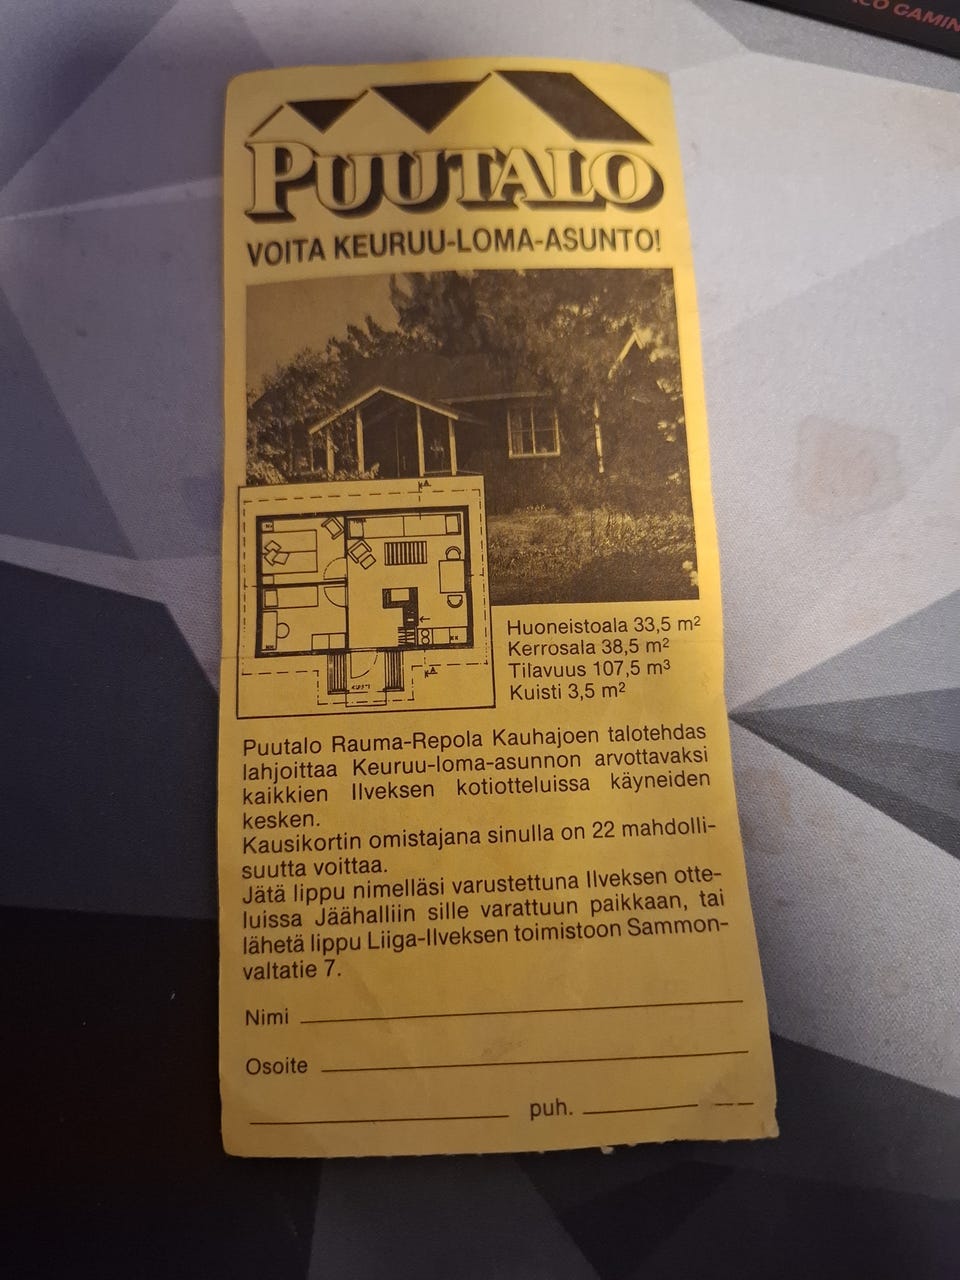 CO GAMIN
PUUTALO
VOITA KEURUU-LOMA-ASUNTO!
Huoneistoala 33,5 m²
Kerrosala 38,5 m²
Tilavuus 107,5 m³
Kuisti 3,5 m²
Puutalo Rauma-Repola Kauhajoen talotehdas
lahjoittaa Keuruu-loma-asunnon arvottavaksi
kaikkien Ilveksen kotiotteluissa käyneiden
kesken.
Kausikortin omistajana sinulla on 22 mahdolli-
suutta voittaa.
Jätä lippu nimelläsi varustettuna Ilveksen otte-
luissa Jäähalliin sille varattuun paikkaan, tai
lähetä lippu Liiga-Ilveksen toimistoon Sammon-
valtatie 7.
Nimi
Osoite
puh.